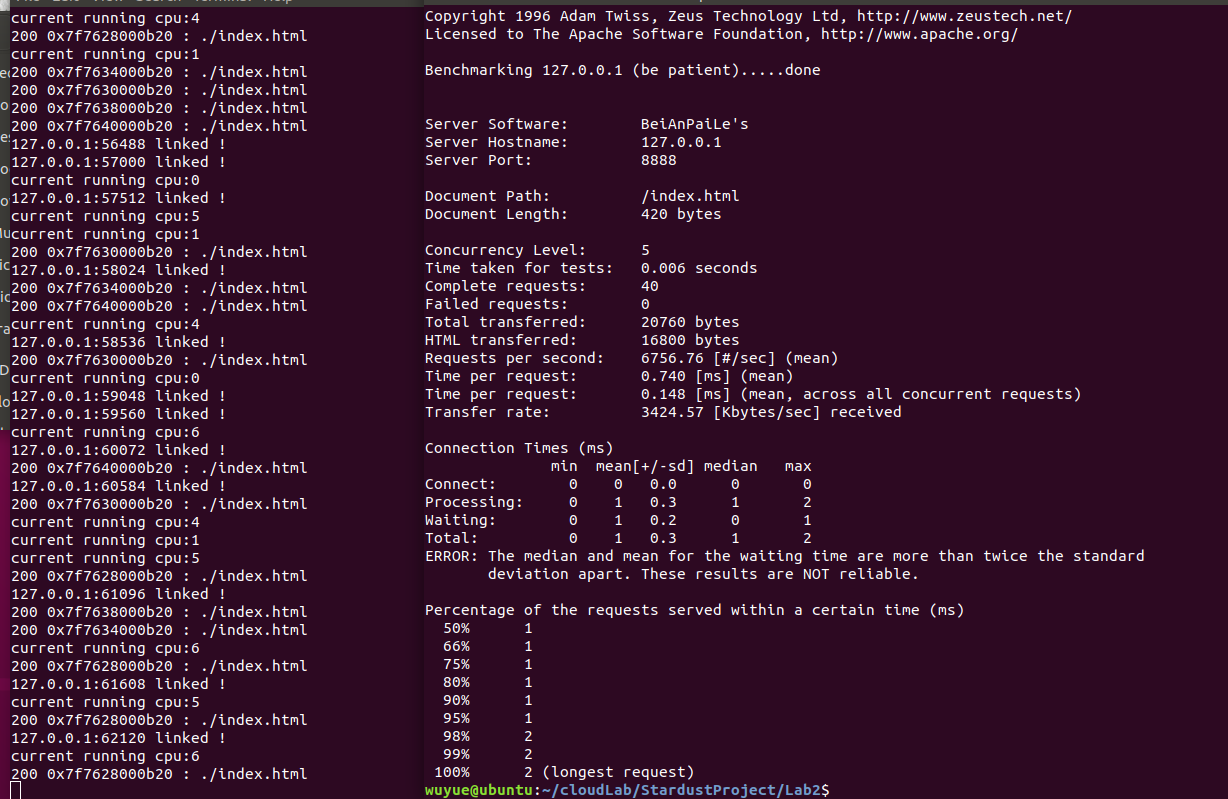 current running cpu:4
200 0x7f7628000b20 : ./index.html
current running cpu:1
200 0x7f7634000b20 : ./index.html
200 0x7f7630000b20 : ./index.html
200 0x7f7638000b20 : ./index.html
200 0x7f7640000b20 : ./index.html
127.0.0.1:56488 linked !
127.0.0.1:57000 linked !
current running cpu:0
127.0.0.1:57512 linked !
current running cpu:5
current running cpu:1
200 0x7f7630000b20 : ./index.html
127.0.0.1:58024 linked !
200 0x7f7634000b20 : ./index.html
200 0x7f7640000b20 : ./index.html
current running cpu:4
127.0.0.1:58536 linked !
200 0x7f7630000b20 : ./index.html
current running cpu:0
127.0.0.1:59048 linked !
127.0.0.1:59560 linked !
current running cpu:6
127.0.0.1:60072 linked !
200 0x7f7640000b20 : ./index.html
127.0.0.1:60584 linked !
200 0x7f7630000b20 : ./index.html
current running cpu:4
current running cpu:1
current running cpu:5
200 0x7f7628000b20 : ./index.html
127.0.0.1:61096 linked !
200 0x7f7638000b20 : ./index.html
200 0x7f7634000b20 : ./index.html
current running cpu:6
200 0x7f7628000b20 : ./index.html
127.0.0.1:61608 linked !
current running cpu:5
200 0x7f7628000b20 : ./index.html
127.0.0.1:62120 linked !
current running cpu:6
200 0x7f7628000b20 : ./index.html
Copyright 1996 Adam Twiss, Zeus Technology Ltd, http://www.zeustech.net/
Licensed to The Apache Software Foundation, http://www.apache.org/
Benchmarking 127.0.0.1 (be patient).....done
Server Software: BeiAnPaiLe's
Server Hostname: 127.0.0.1
Server Port: 8888
Document Path: /index.html
Document Length: 420 bytes
Concurrency Level: 5
Time taken for tests: 0.006 seconds
Complete requests: 40
Failed requests: 0
Total transferred: 20760 bytes
HTML transferred: 16800 bytes
Requests per second: 6756.76 [#/sec] (mean)
Time per request: 0.740 [ms] (mean)
Time per request: 0.148 [ms] (mean, across all concurrent requests)
Transfer rate: 3424.57 [Kbytes/sec] received
Connection Times (ms)
min mean[+/-sd] median max
Connect: 0 0 0.0 0 0
Processing: 0 1 0.3 1 2
Waiting: 0 1 0.2 0 1
Total: 0 1 0.3 1 2
ERROR: The median and mean for the waiting time are more than twice the standard
deviation apart. These results are NOT reliable.
Percentage of the requests served within a certain time (ms)
50% 1
66% 1
75% 1
80% 1
90% 1
95% 1
98% 2
99% 2
100% 2 (longest request)
wuyue@ubuntu:~/cloudLab/StardustProject/Lab2$